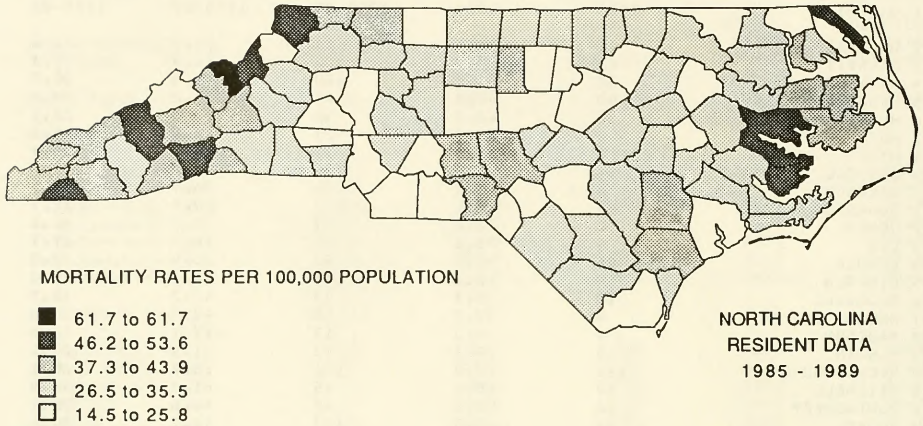 MORTALITY RATES PER 100,000 POPULATION
61.7 to 61.7
46.2 to 53.6
37.3 to 43.9
26.5 to 35.5
14.5 to 25.8
NORTH CAROLINA
RESIDENT DATA
1985 - 1989